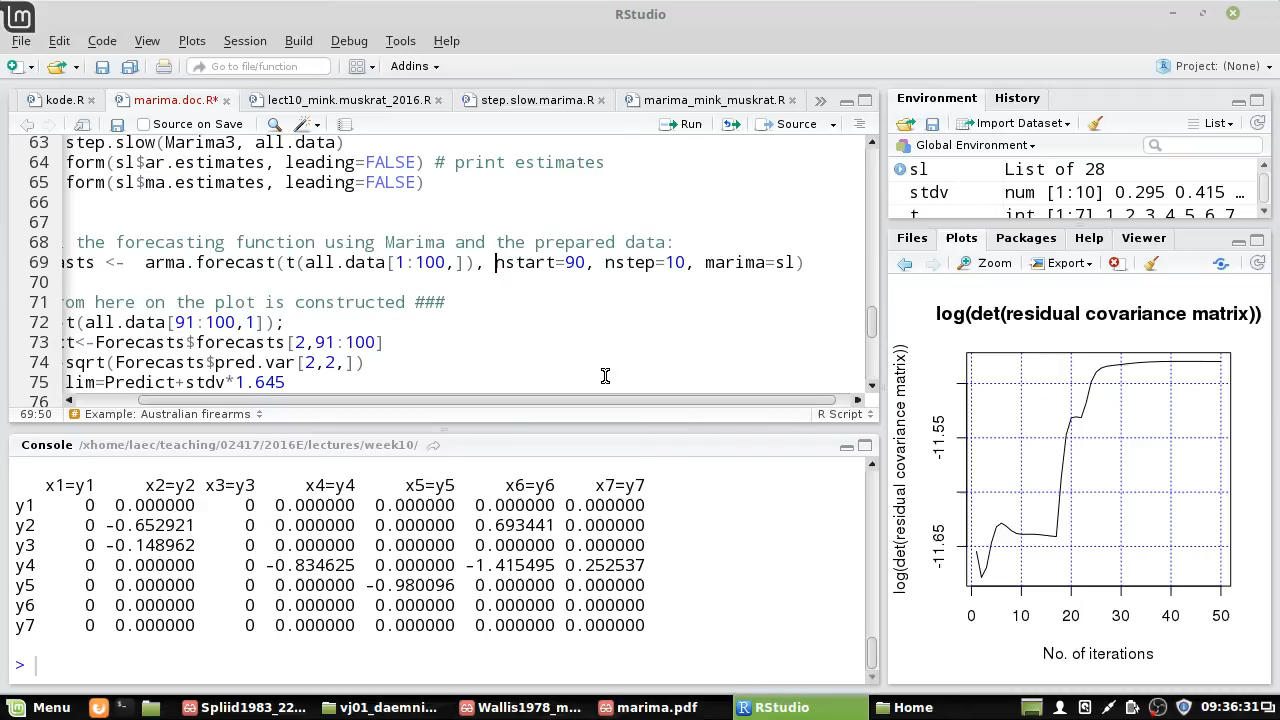 RStudio
File Edit Code View Plots Session Build Debug Tools Help
Go to file/function Addins Project: (None)
kode.R marima.doc.R* lect10_mink.muskrat_2016.R step.slow.marima.R marima_mink_muskrat.R
Source on Save Run Source
63 step.slow(Marima3, all.data)
64 form(sl$ar.estimates, leading=FALSE) # print estimates
65 form(sl$ma.estimates, leading=FALSE)
66
67
68 the forecasting function using Marima and the prepared data:
69 asts <- arma.forecast(t(all.data[1:100,]), nstart=90, nstep=10, marima=sl)
70
71 rom here on the plot is constructed ###
72 t(all.data[91:100,1]);
73 ct<-Forecasts$forecasts[2,91:100]
74 sqrt(Forecasts$pred.var[2,2,])
75 lim=Predict+stdv*1.645
76
69:50 Example: Australian firearms R Script
Console /xhome/laec/teaching/02417/2016E/lectures/week10/
x1=y1 x2=y2 x3=y3 x4=y4 x5=y5 x6=y6 x7=y7
y1 0 0.000000 0 0.000000 0.000000 0.000000 0.000000
y2 0 -0.652921 0 0.000000 0.000000 0.693441 0.000000
y3 0 -0.148962 0 0.000000 0.000000 0.000000 0.000000
y4 0 0.000000 0 -0.834625 0.000000 -1.415495 0.252537
y5 0 0.000000 0 0.000000 -0.980096 0.000000 0.000000
y6 0 0.000000 0 0.000000 0.000000 0.000000 0.000000
y7 0 0.000000 0 0.000000 0.000000 0.000000 0.000000
>
Environment History
Import Dataset List
Global Environment
sl List of 28
stdv num [1:10] 0.295 0.415 …
t int [1:7] 1 2 3 4 5 6 7
Files Plots Packages Help Viewer
Zoom Export
log(det(residual covariance matrix))
log(det(residual covariance matrix))
-11.55
-11.65
0 10 20 30 40 50
No. of iterations
Menu Spliid1983_22... vj01_daemni... Wallis1978_m... marima.pdf RStudio Home 09:36:31